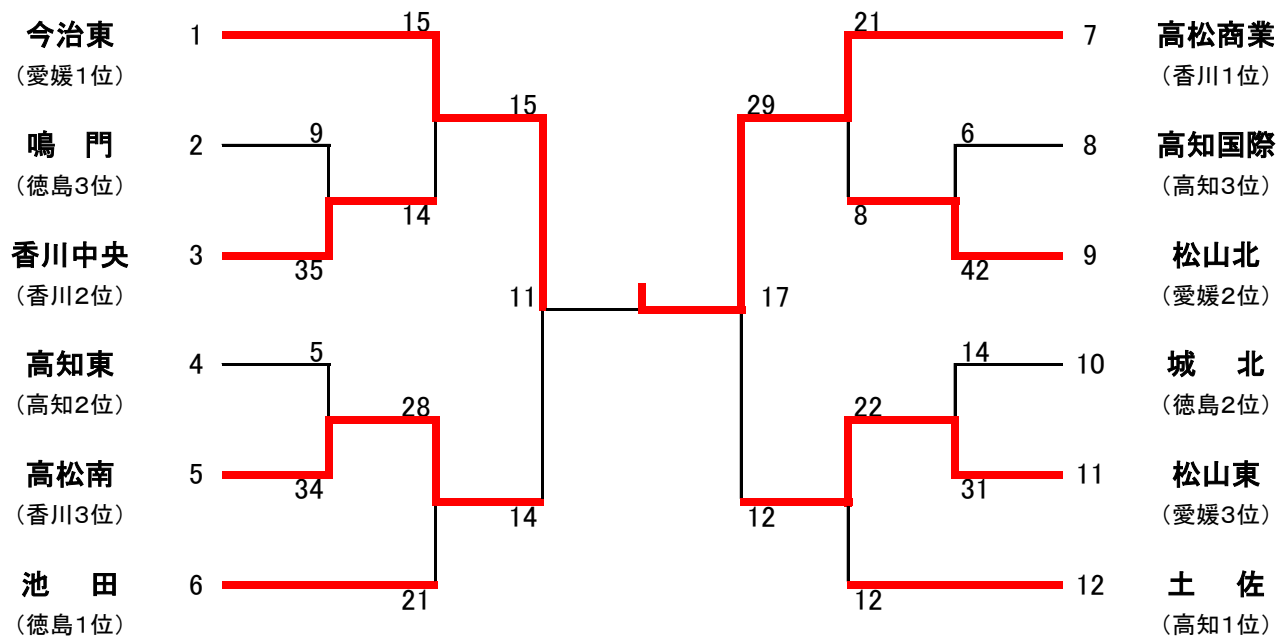 今治東 1 15 21 7 高松商業
(愛媛1位) (香川1位)
15 29
鳴 門 2 9 6 8 高知国際
(徳島3位) (高知3位)
14 8
香川中央 3 35 42 9 松山北
(香川2位) (愛媛2位)
11 17
高知東 4 5 14 10 城 北
(高知2位) (徳島2位)
28 22
高松南 5 34 31 11 松山東
(香川3位) (愛媛3位)
14 12
池 田 6 21 12 12 土 佐
(徳島1位) (高知1位)